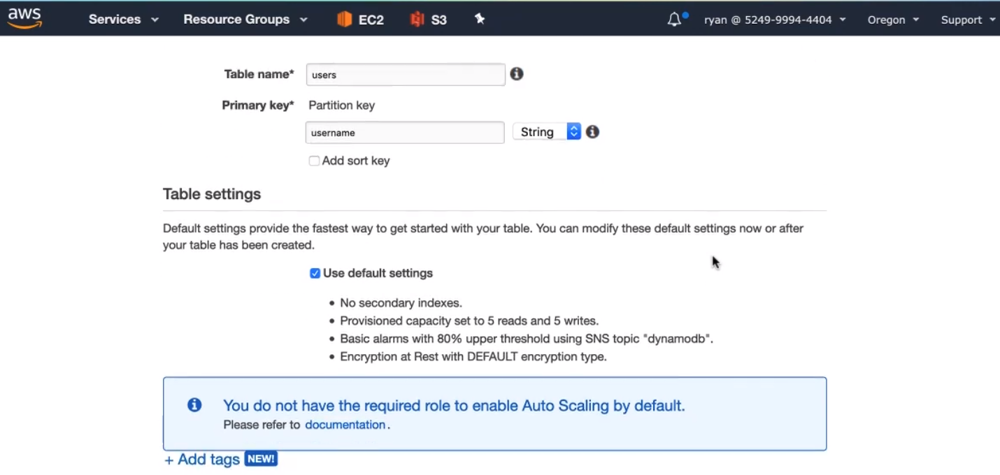 aws Services Resource Groups EC2 S3 ryan @ 5249-9994-4404 Oregon Support
Table name* users
Primary key* Partition key
username String
Add sort key
Table settings
Default settings provide the fastest way to get started with your table. You can modify these default settings now or after
your table has been created.
Use default settings
• No secondary indexes.
• Provisioned capacity set to 5 reads and 5 writes.
• Basic alarms with 80% upper threshold using SNS topic "dynamodb".
• Encryption at Rest with DEFAULT encryption type.
You do not have the required role to enable Auto Scaling by default.
Please refer to documentation.
+ Add tags NEW!